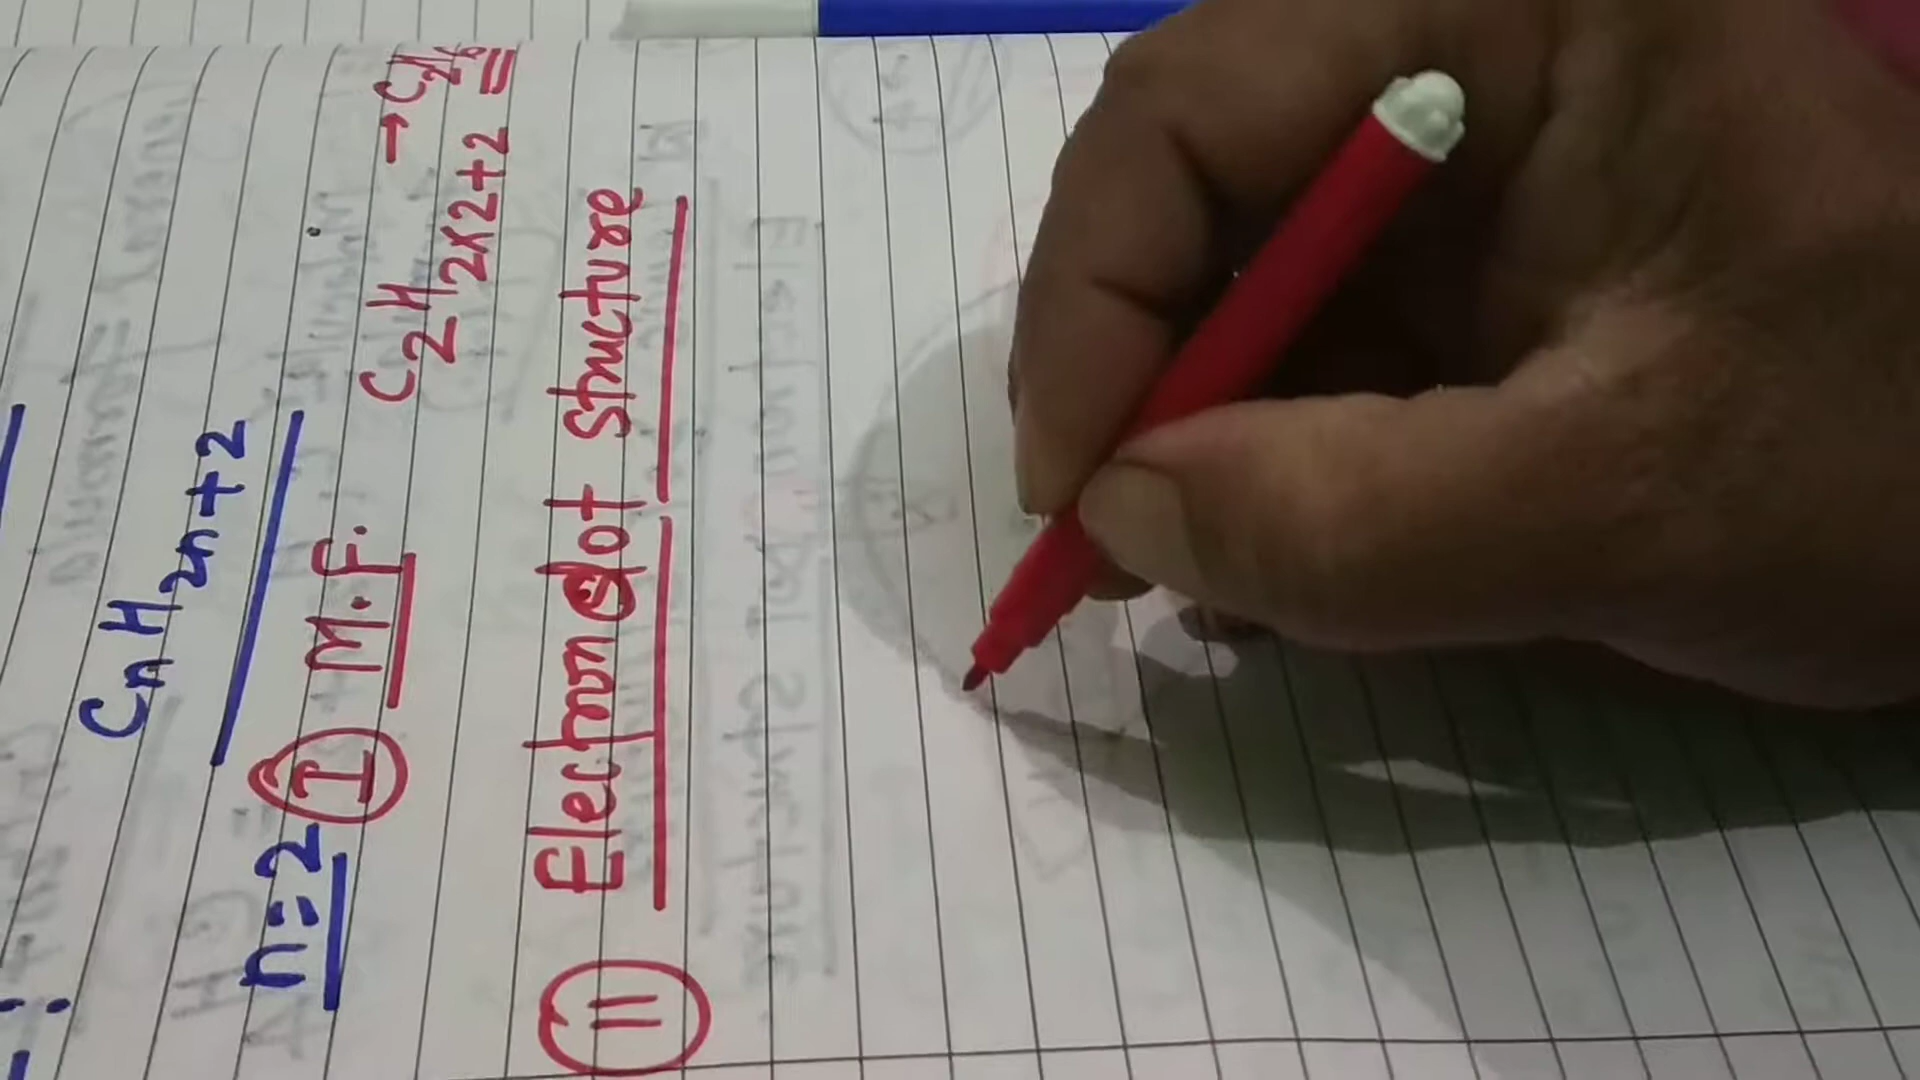 CnH2n+2
n=2
I M.F. C2H2x2+2 → C2H6
II Electron dot structure